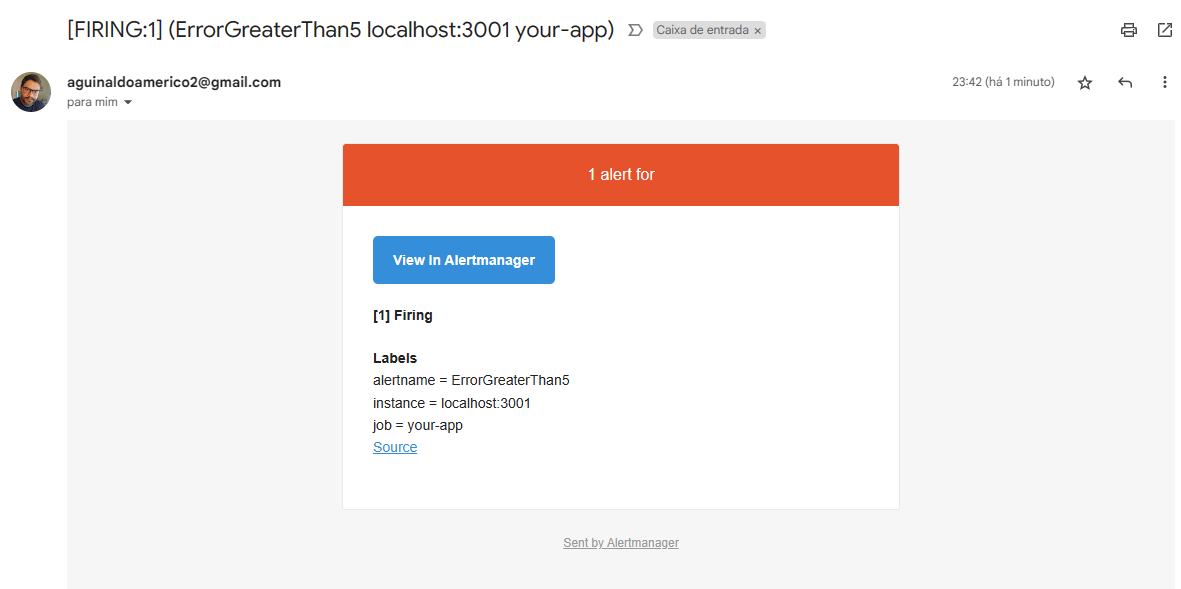 [FIRING:1] (ErrorGreaterThan5 localhost:3001 your-app) Caixa de entrada ×
aguinaldoamerico2@gmail.com 23:42 (há 1 minuto)
para mim
1 alert for
View In Alertmanager
[1] Firing
Labels
alertname = ErrorGreaterThan5
instance = localhost:3001
job = your-app
Source
Sent by Alertmanager